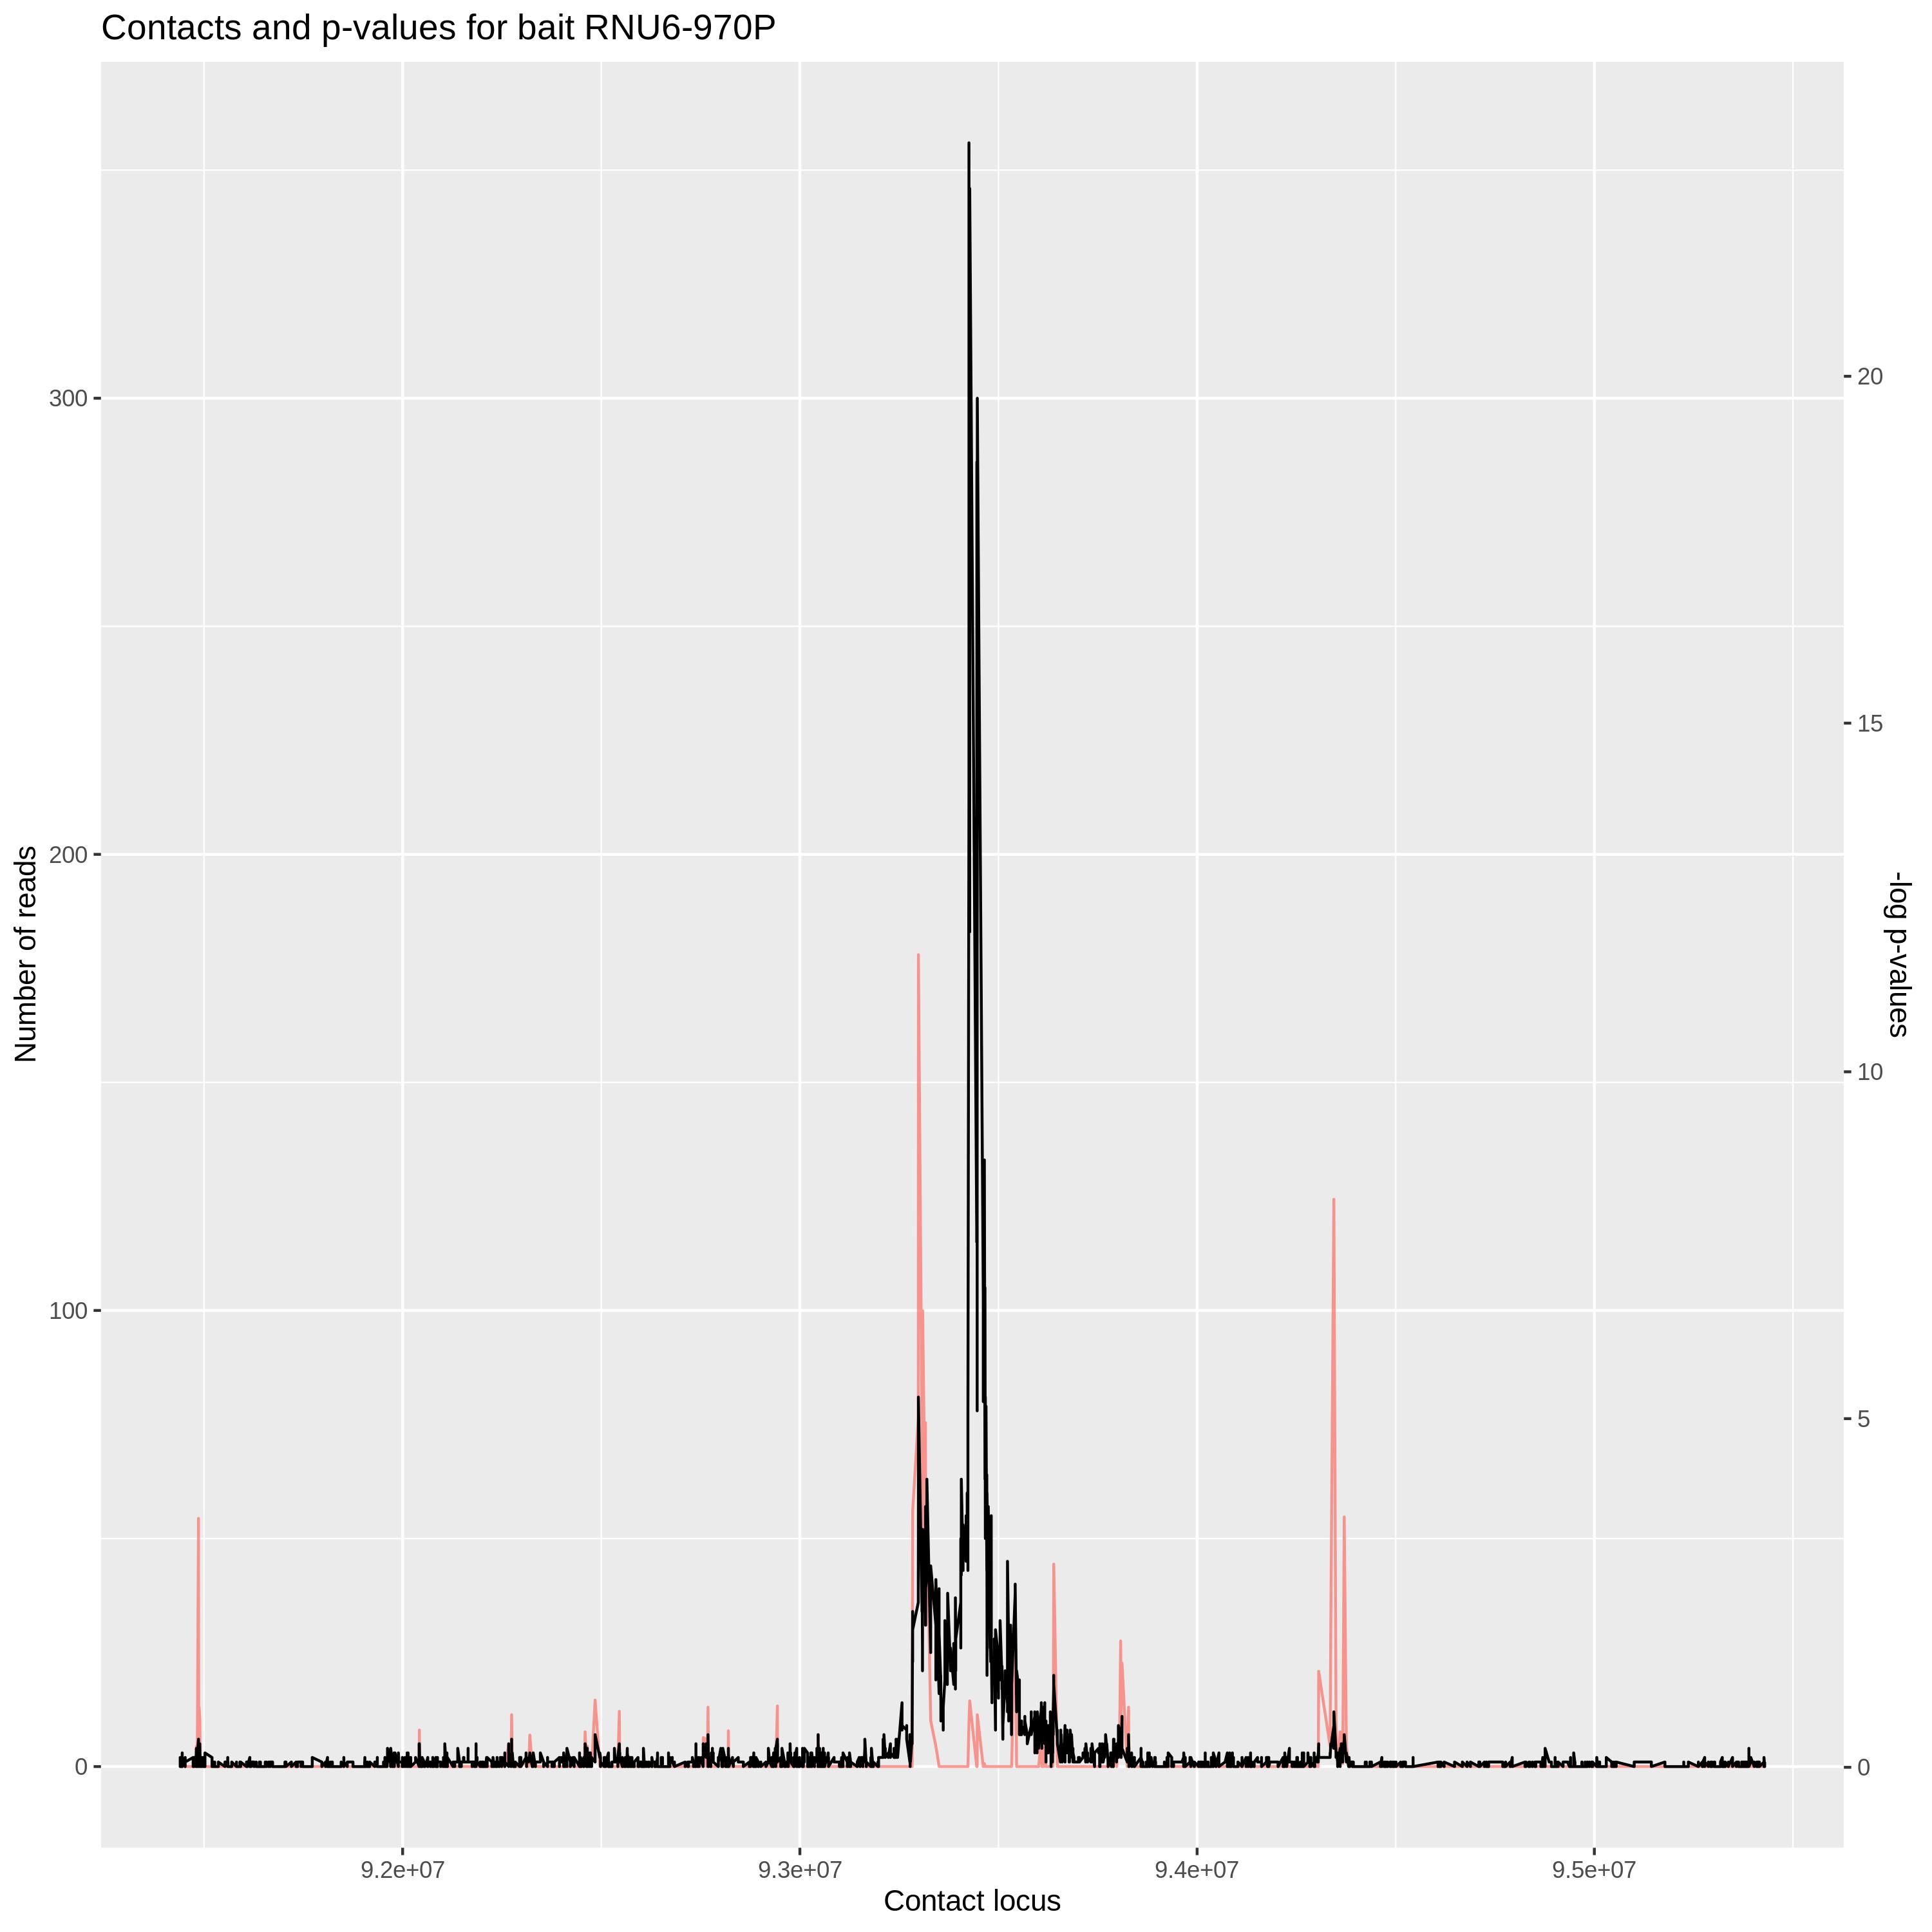 Contacts and p-values for bait RNU6-970P
Number of reads
300
200
100
0
20
15
10
5
0
-log p-values
9.2e+07 9.3e+07 9.4e+07 9.5e+07
Contact locus